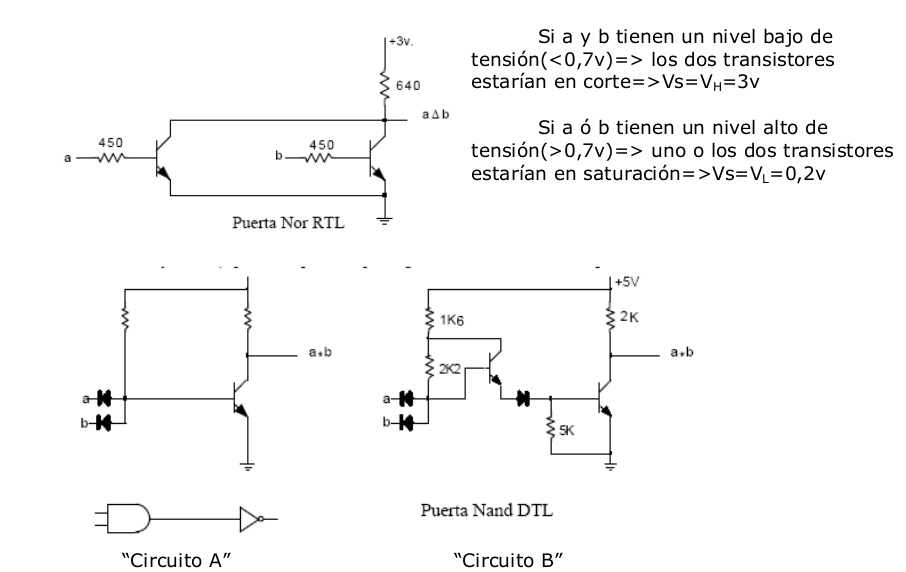 +3v.
640
a Δ b
450
a
b
450
Puerta Nor RTL
Si a y b tienen un nivel bajo de
tensión(<0,7v)=> los dos transistores
estarían en corte=>Vs=VH=3v
Si a ó b tienen un nivel alto de
tensión(>0,7v)=> uno o los dos transistores
estarían en saturación=>Vs=VL=0,2v
a*b
a
b
+5V
1K6
2K
2K2
a*b
a
b
5K
Puerta Nand DTL
“Circuito A”
“Circuito B”